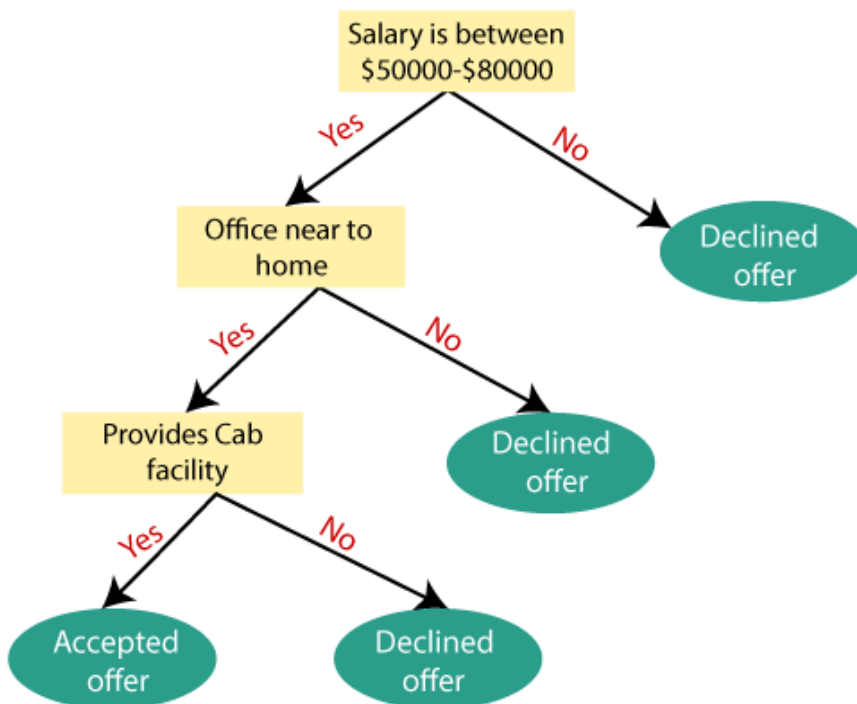 Salary is between
$50000-$80000
Yes
No
Office near to
home
Declined
offer
Yes
No
Provides Cab
facility
Declined
offer
Yes
No
Accepted
offer
Declined
offer